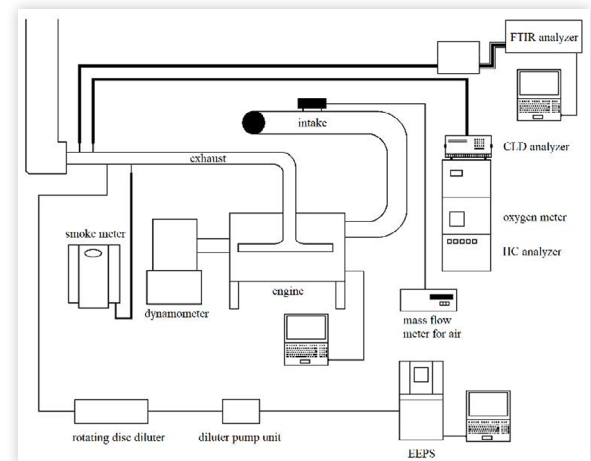 FTIR analyzer
intake
CLD analyzer
exhaust
oxygen meter
smoke meter
HC analyzer
engine
dynamometer
mass flow
meter for air
rotating disc diluter
diluter pump unit
EEPS